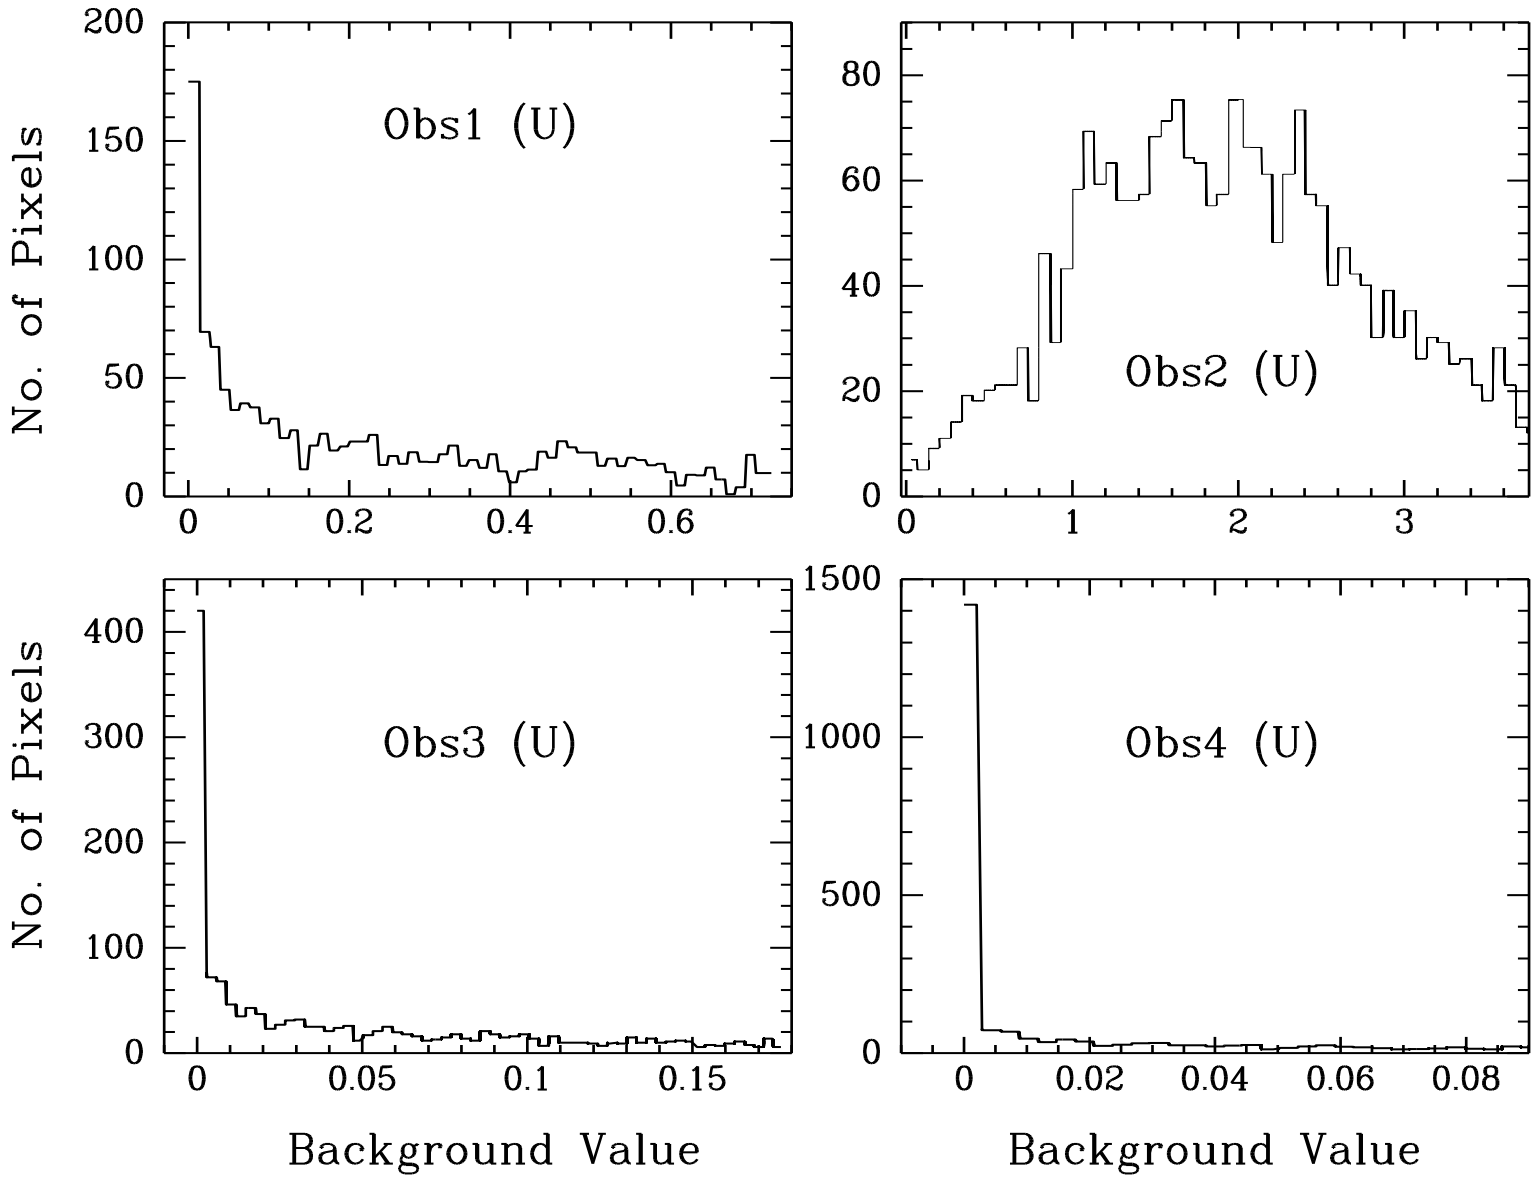 No. of Pixels
200
150
100
50
0
Obs1 (U)
0 0.2 0.4 0.6
80
60
40
20
0
Obs2 (U)
0 1 2 3
No. of Pixels
400
300
200
100
0
Obs3 (U)
0 0.05 0.1 0.15
Background Value
1500
1000
500
0
Obs4 (U)
0 0.02 0.04 0.06 0.08
Background Value